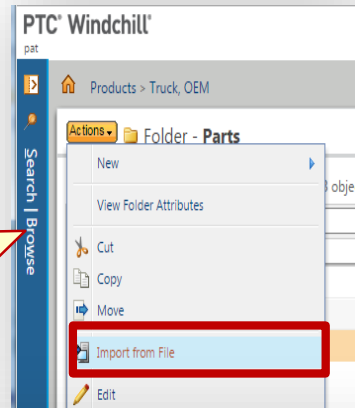 PTC® Windchill®
pat
Products > Truck, OEM
Actions Folder - Parts
Search | Browse
New
obje
View Folder Attributes
Cut
Copy
Move
Import from File
Edit